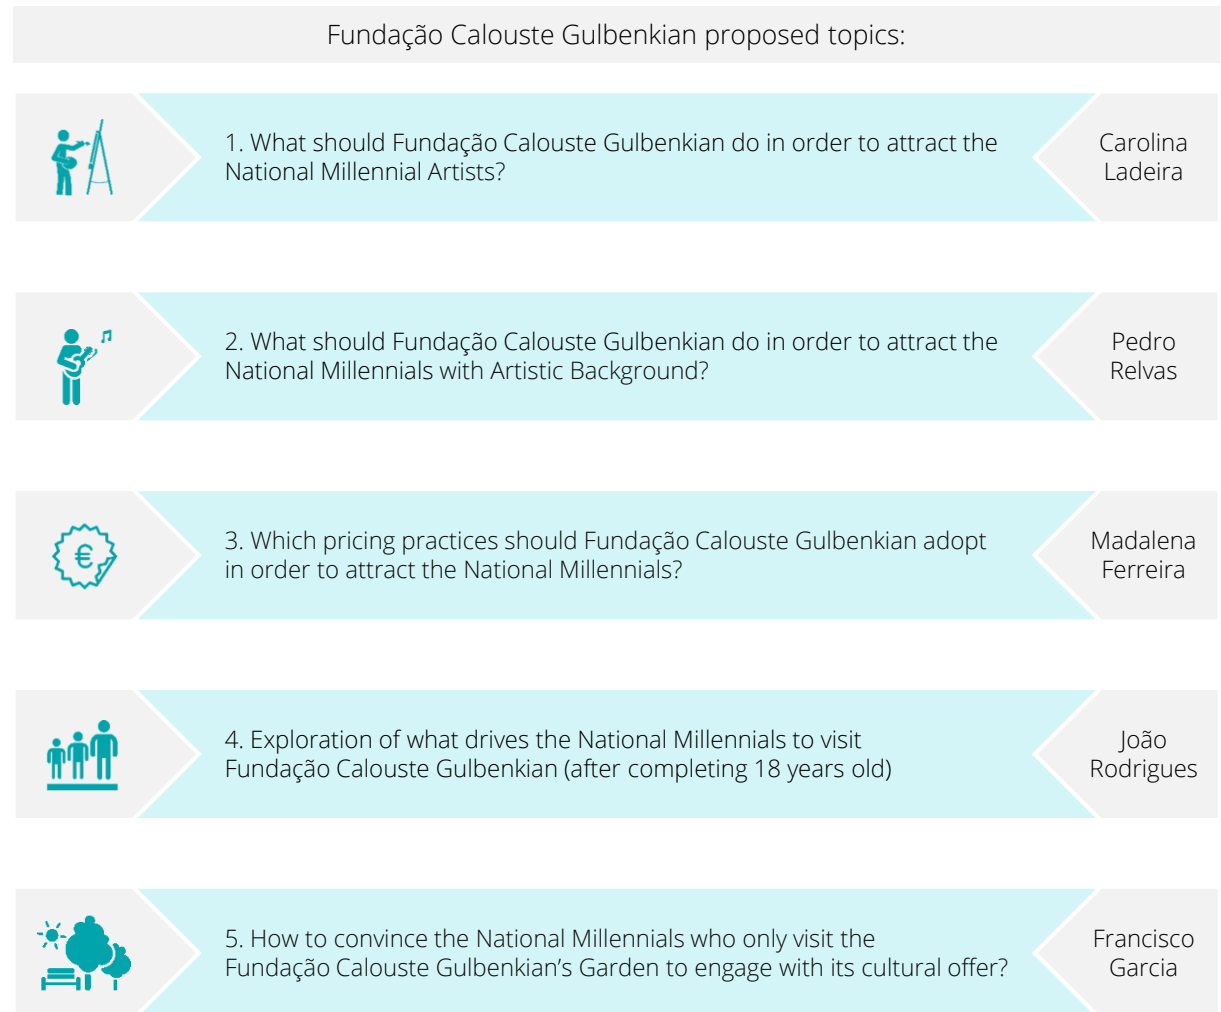 Fundação Calouste Gulbenkian proposed topics:
1. What should Fundação Calouste Gulbenkian do in order to attract the
National Millennial Artists?
Carolina
Ladeira
2. What should Fundação Calouste Gulbenkian do in order to attract the
National Millennials with Artistic Background?
Pedro
Relvas
€
3. Which pricing practices should Fundação Calouste Gulbenkian adopt
in order to attract the National Millennials?
Madalena
Ferreira
4. Exploration of what drives the National Millennials to visit
Fundação Calouste Gulbenkian (after completing 18 years old)
João
Rodrigues
5. How to convince the National Millennials who only visit the
Fundação Calouste Gulbenkian’s Garden to engage with its cultural offer?
Francisco
Garcia